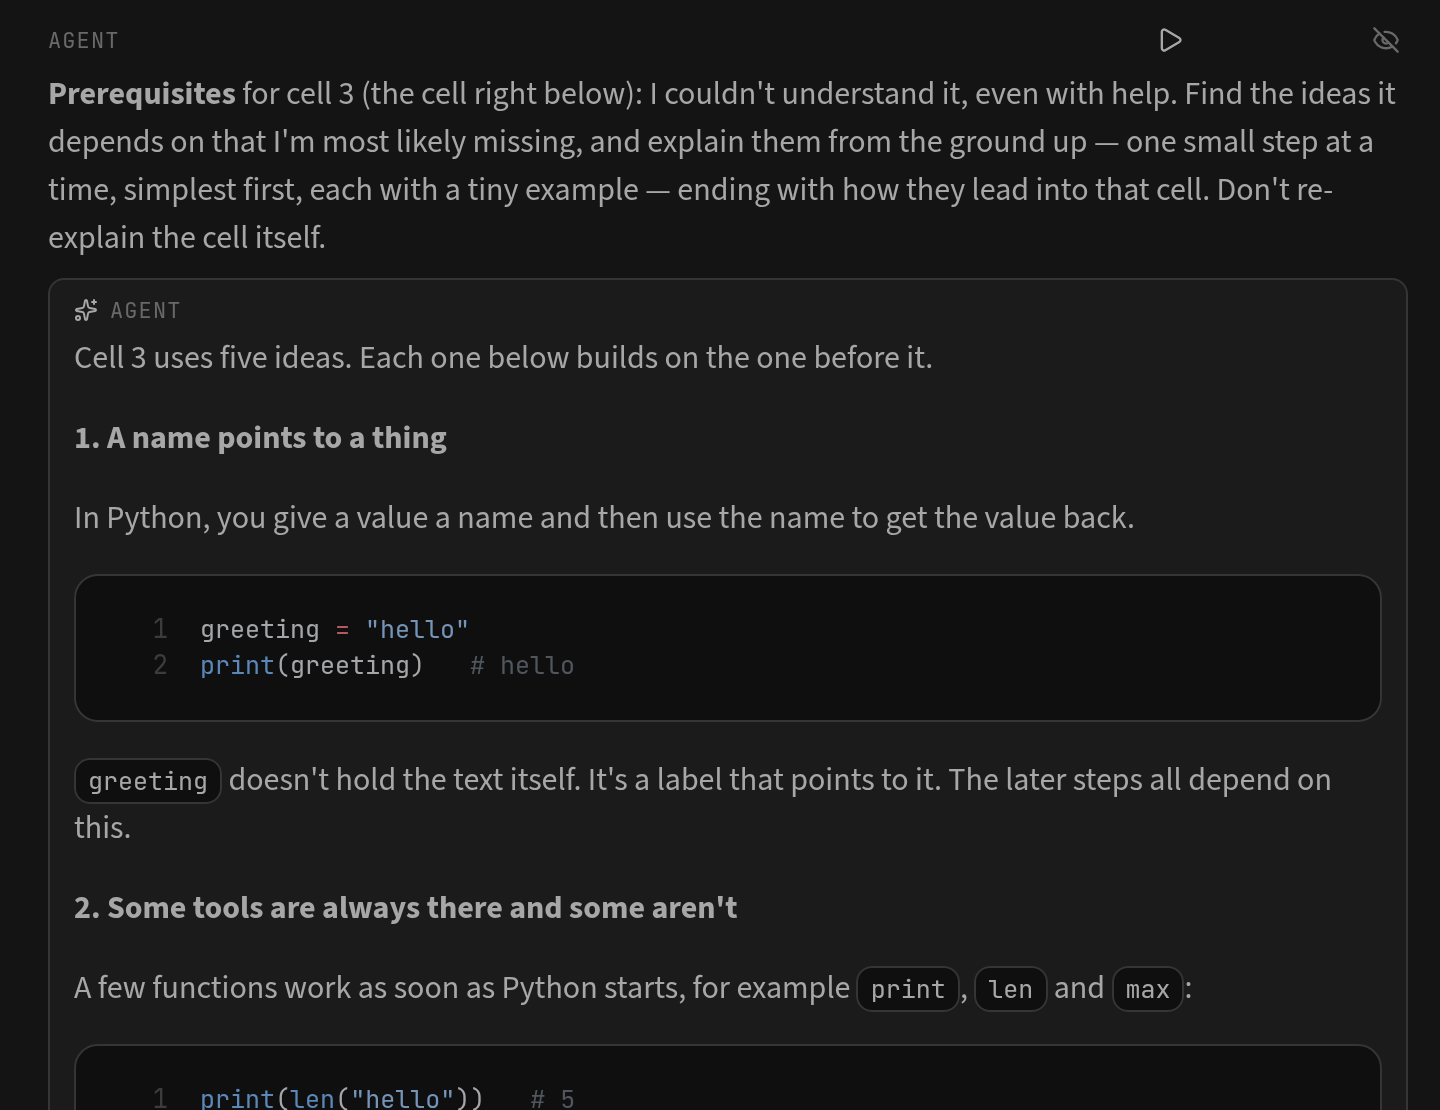 AGENT
Prerequisites for cell 3 (the cell right below): I couldn't understand it, even with help. Find the ideas it
depends on that I'm most likely missing, and explain them from the ground up — one small step at a
time, simplest first, each with a tiny example — ending with how they lead into that cell. Don't re-
explain the cell itself.
AGENT
Cell 3 uses five ideas. Each one below builds on the one before it.
1. A name points to a thing
In Python, you give a value a name and then use the name to get the value back.
1 greeting = "hello"
2 print(greeting)   # hello
greeting doesn't hold the text itself. It's a label that points to it. The later steps all depend on
this.
2. Some tools are always there and some aren't
A few functions work as soon as Python starts, for example print, len and max:
1 print(len("hello"))   # 5